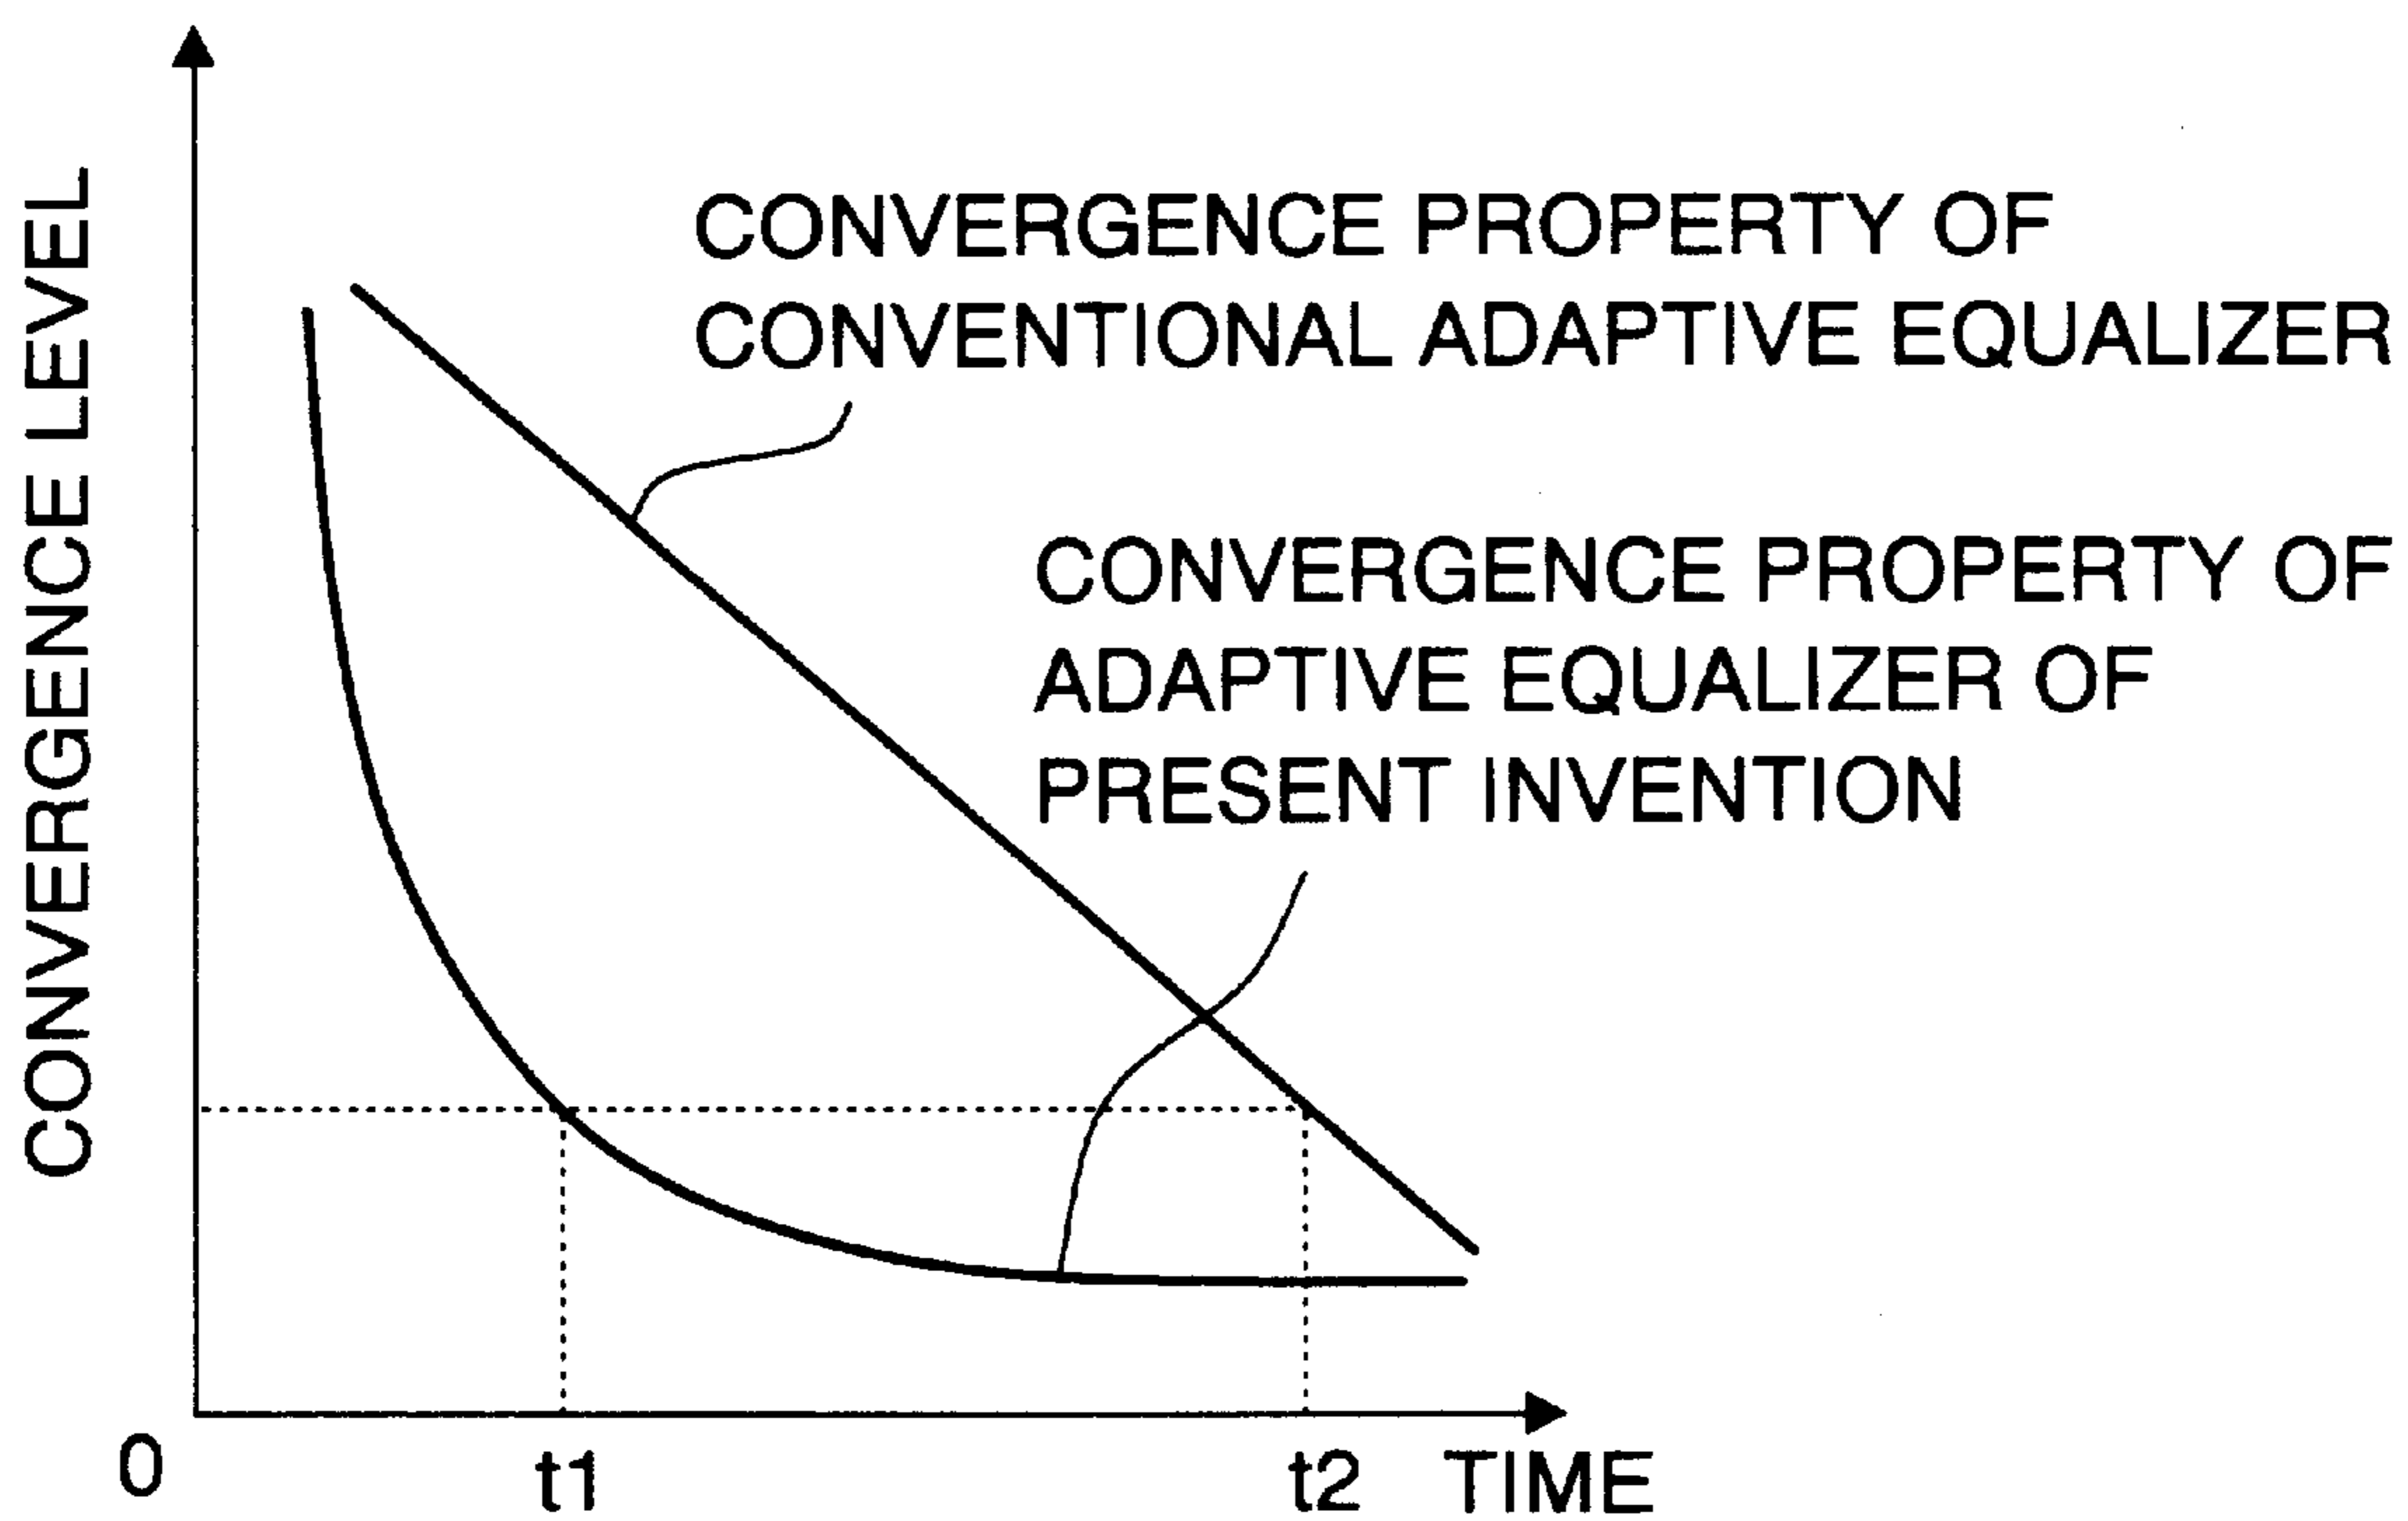 CONVERGENCE LEVEL
CONVERGENCE PROPERTY OF
CONVENTIONAL ADAPTIVE EQUALIZER
CONVERGENCE PROPERTY OF
ADAPTIVE EQUALIZER OF
PRESENT INVENTION
0
t1
t2
TIME